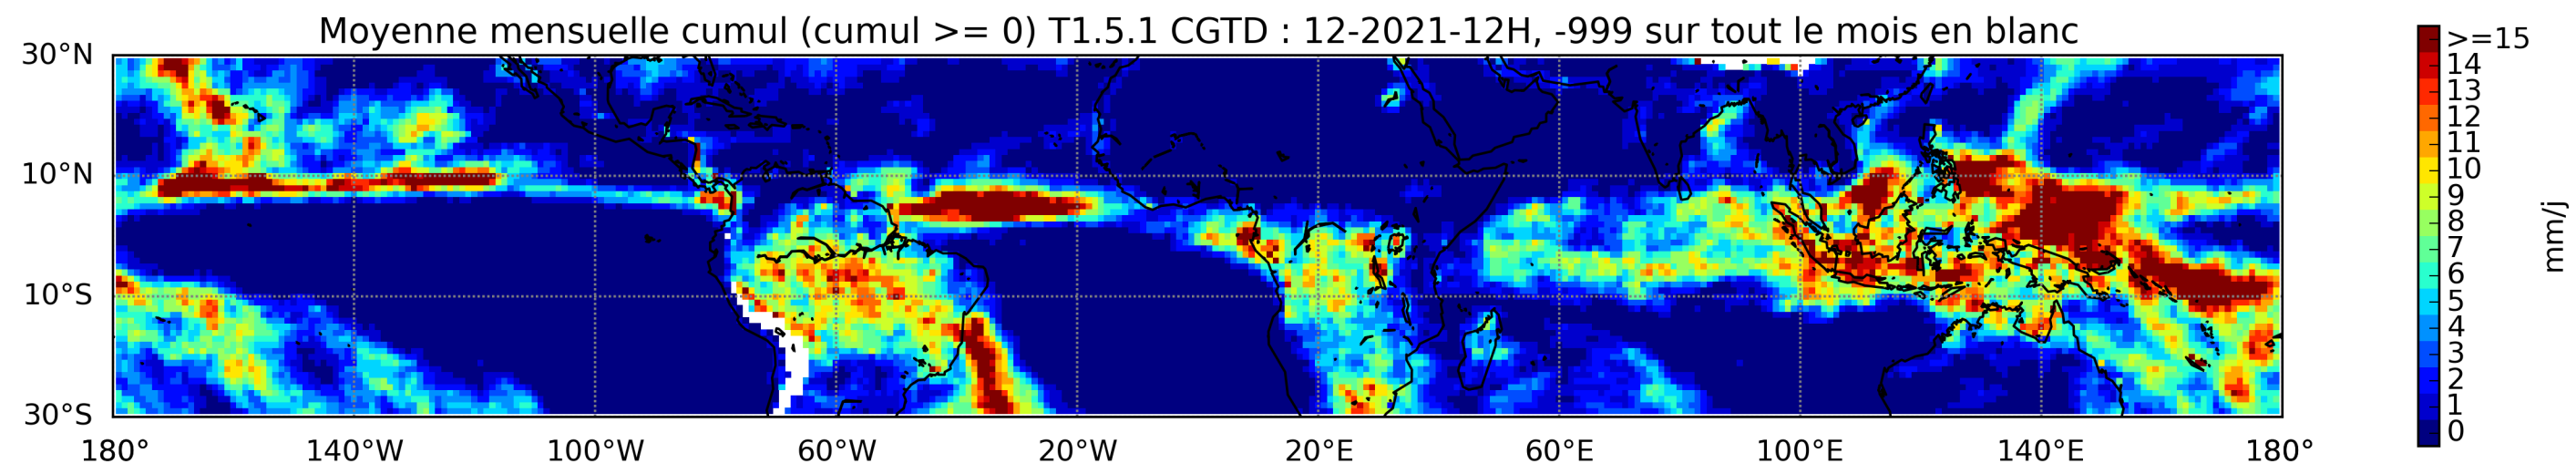 Moyenne mensuelle cumul (cumul >= 0) T1.5.1 CGTD : 12-2021-12H, -999 sur tout le mois en blanc
30°N
10°N
10°S
30°S
180° 140°W 100°W 60°W 20°W 20°E 60°E 100°E 140°E 180°
>=15
14
13
12
11
10
9
8
7
6
5
4
3
2
1
0
mm/j